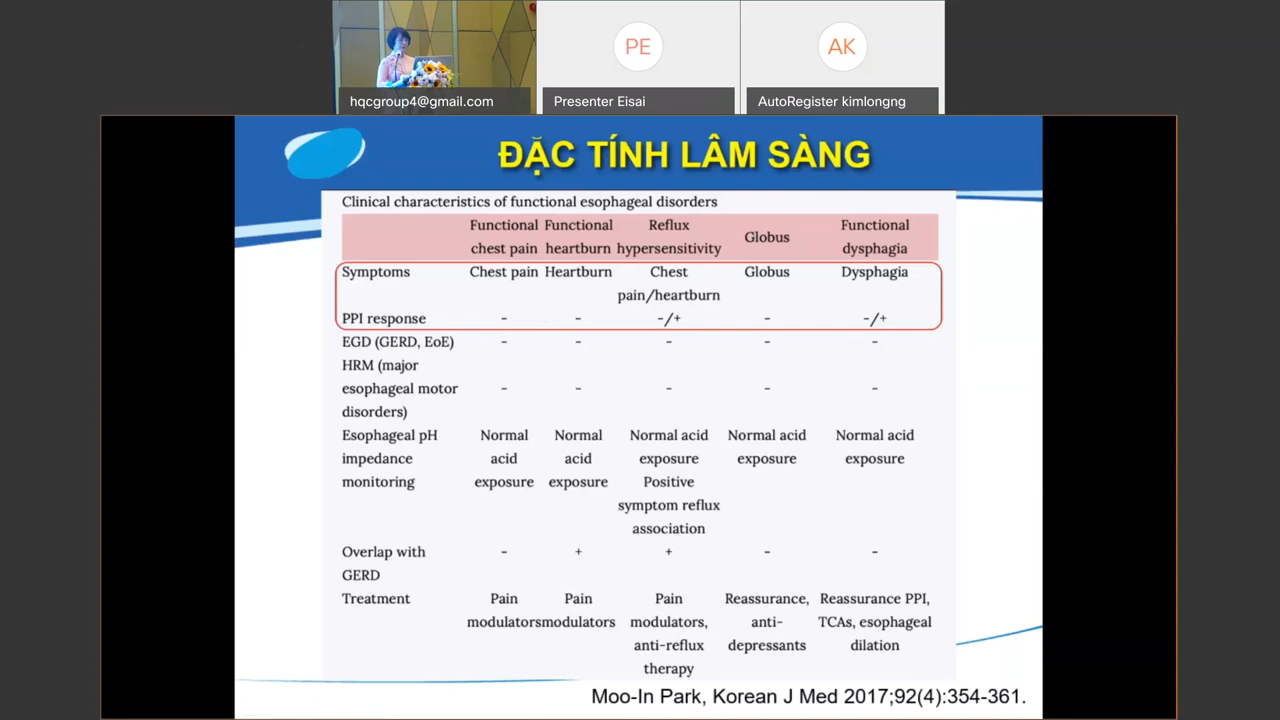 PE
AK
hqcgroup4@gmail.com
Presenter Eisai
AutoRegister kimlongng
ĐẶC TÍNH LÂM SÀNG
Clinical characteristics of functional esophageal disorders
Functional chest pain
Functional heartburn
Reflux hypersensitivity
Globus
Functional dysphagia
Symptoms
Chest pain
Heartburn
Chest pain/heartburn
Globus
Dysphagia
PPI response
-
-
-/+
-
-/+
EGD (GERD, EoE)
-
-
-
-
-
HRM (major esophageal motor disorders)
-
-
-
-
-
Esophageal pH impedance monitoring
Normal acid exposure
Normal acid exposure
Normal acid exposure Positive symptom reflux association
Normal acid exposure
Normal acid exposure
Overlap with GERD
-
+
+
-
-
Treatment
Pain modulators
Pain modulators
Pain modulators, anti-reflux therapy
Reassurance, anti-depressants
Reassurance PPI, TCAs, esophageal dilation
Moo-In Park, Korean J Med 2017;92(4):354-361.